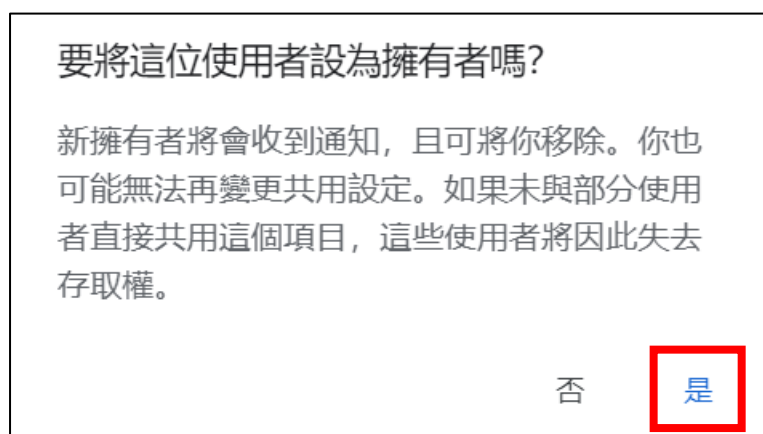 要將這位使用者設為擁有者嗎?
新擁有者將會收到通知，且可將你移除。你也
可能無法再變更共用設定。如果未與部分使用
者直接共用這個項目，這些使用者將因此失去
存取權。
否 是